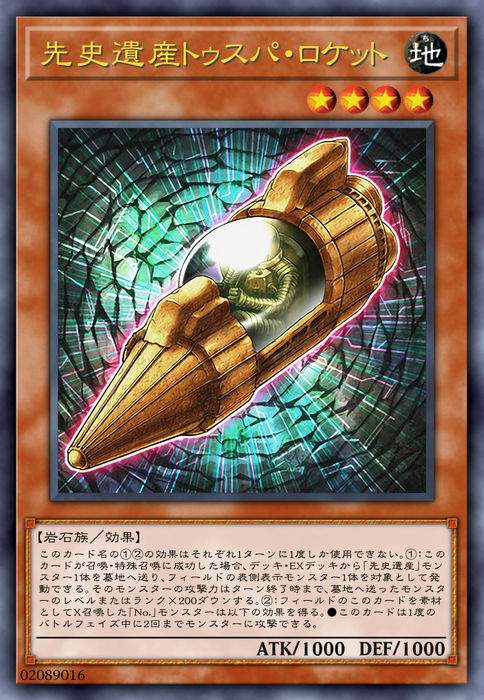 先史遺産トゥスパ・ロケット
地
【岩石族/効果】
このカード名の①②の効果はそれぞれ1ターンに1度しか使用できない。①:この
カードが召喚・特殊召喚に成功した場合、デッキ・EXデッキから「先史遺産」モン
スター1体を墓地へ送り、フィールドの表側表示モンスター1体を対象として発
動できる。そのモンスターの攻撃力はターン終了時まで、墓地へ送ったモンスタ
ーのレベルまたはランク×200ダウンする。②:フィールドのこのカードを素材
としてX召喚した「No.」モンスターは以下の効果を得る。●このカードは1度の
バトルフェイズ中に2回までモンスターに攻撃できる。
ATK/1000 DEF/1000
02089016